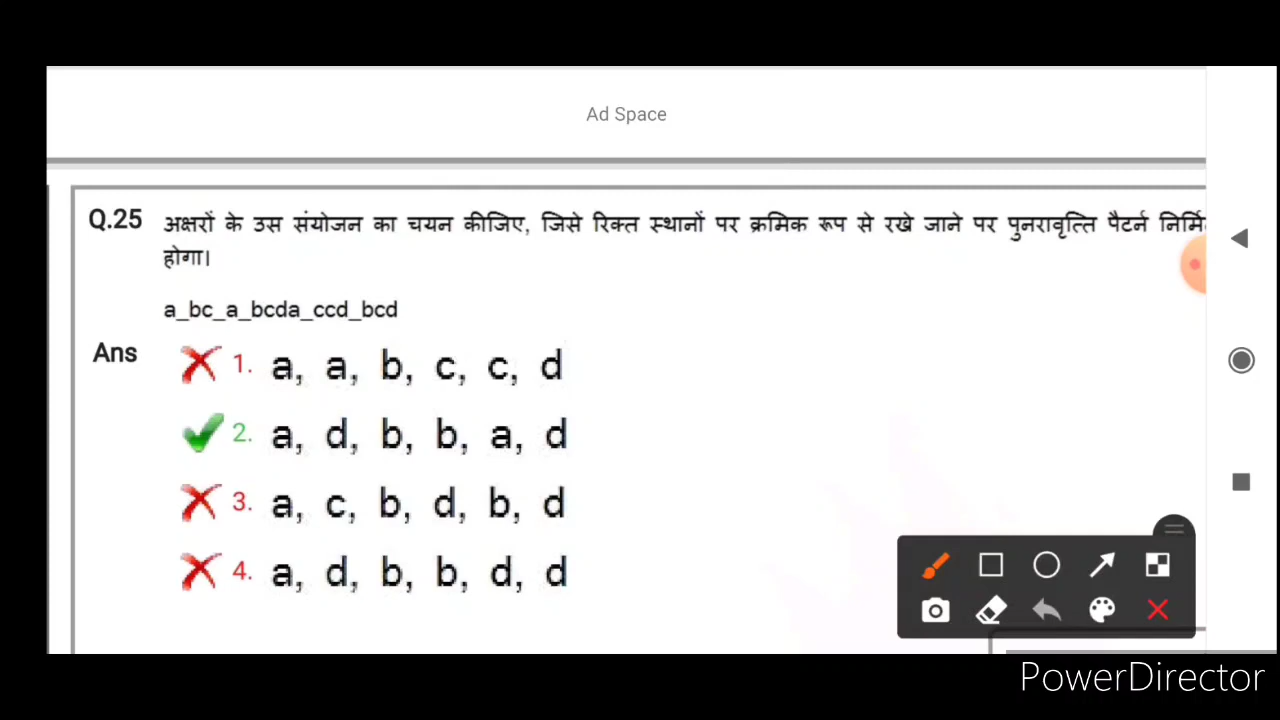 Ad Space
Q.25 अक्षरों के उस संयोजन का चयन कीजिए, जिसे रिक्त स्थानों पर क्रमिक रूप से रखे जाने पर पुनरावृत्ति पैटर्न
होगा।
a_bc_a_bcda_ccd_bcd
Ans 1. a, a, b, c, c, d
2. a, d, b, b, a, d
3. a, c, b, d, b, d
4. a, d, b, b, d, d
PowerDirector